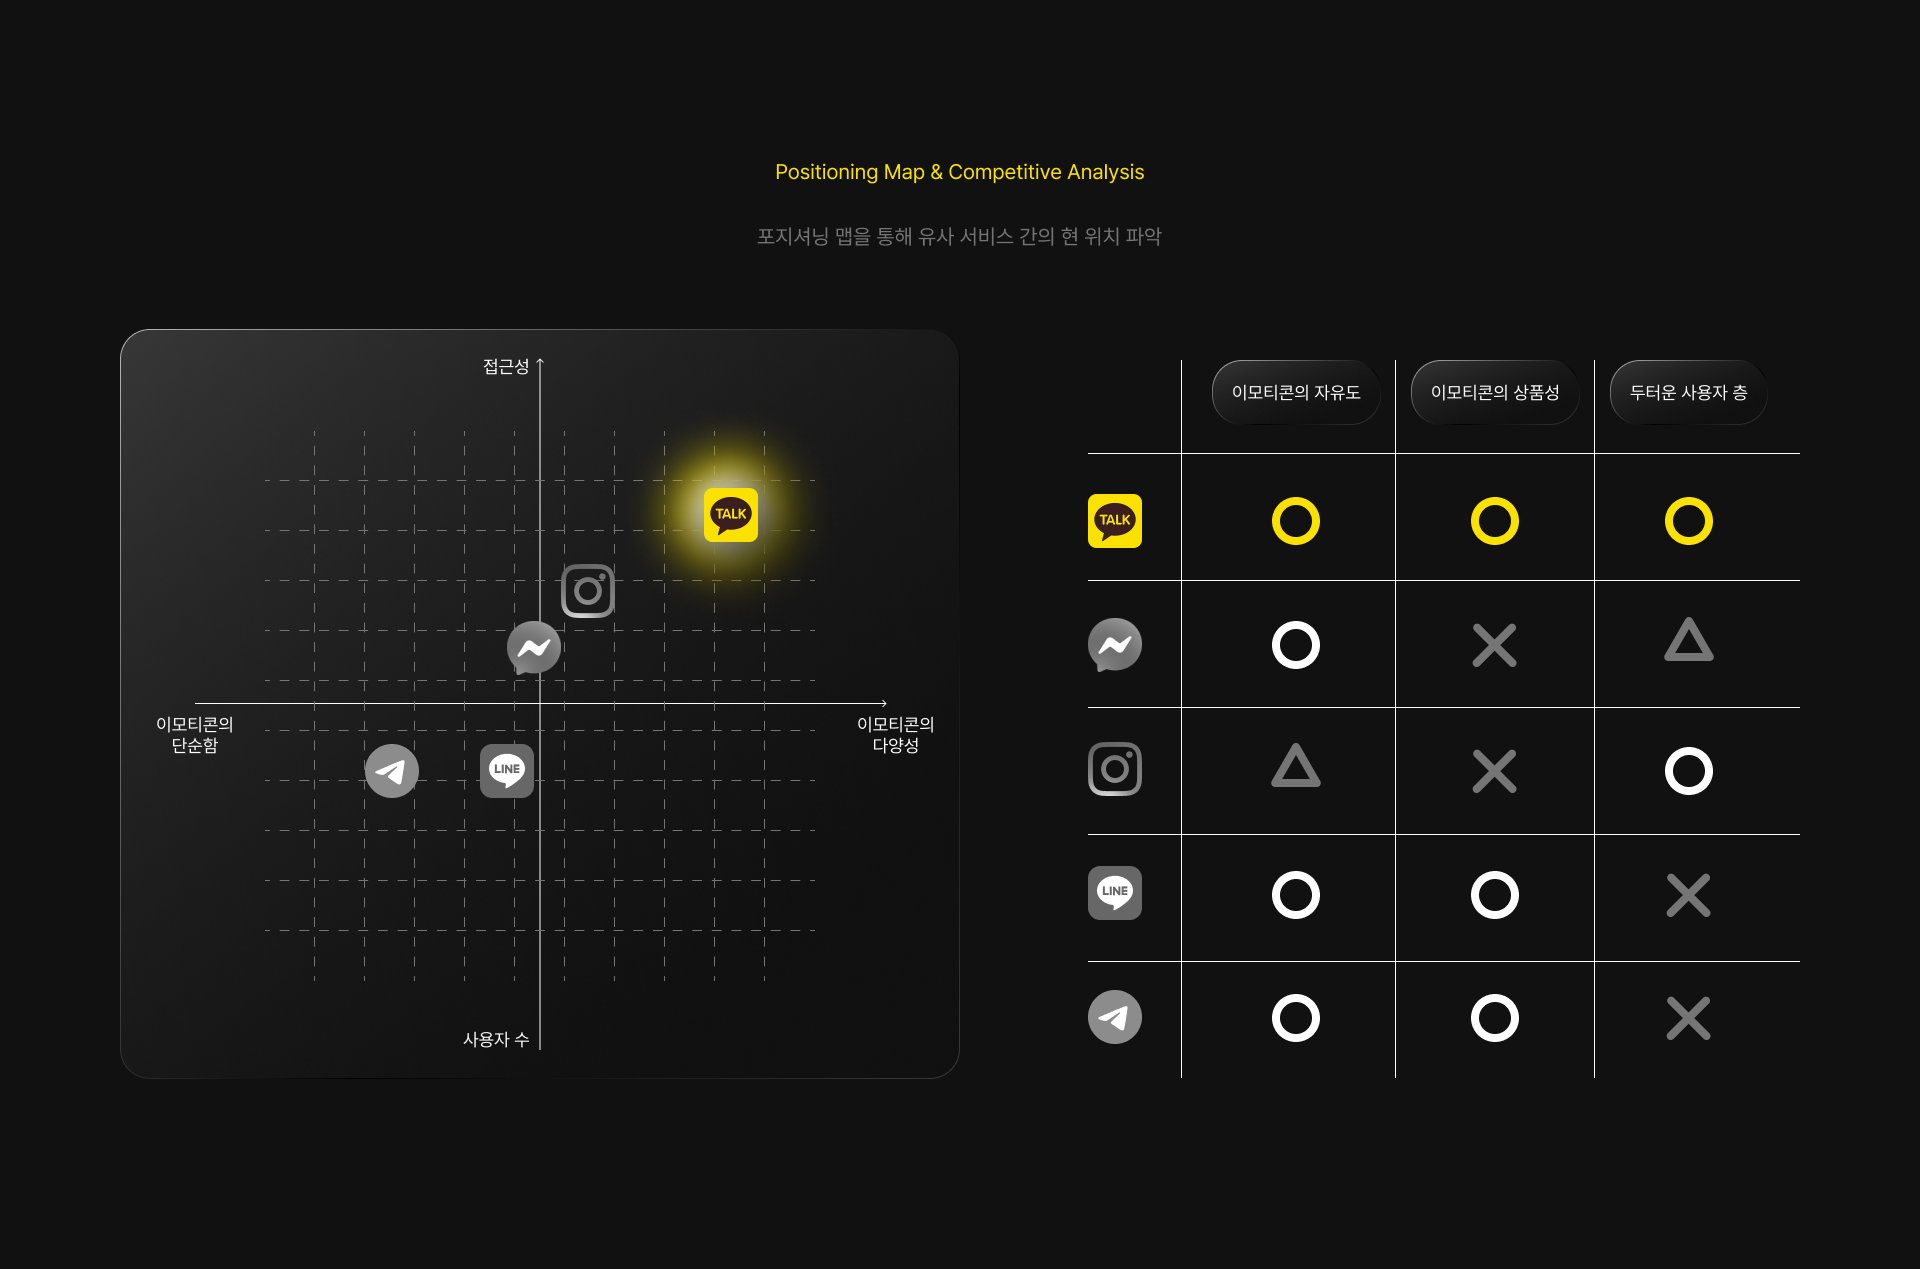 Positioning Map & Competitive Analysis
포지셔닝 맵을 통해 유사 서비스 간의 현 위치 파악
접근성
TALK
이모티콘의
단순함
이모티콘의
다양성
LINE
사용자 수
이모티콘의 자유도
이모티콘의 상품성
두터운 사용자 층
TALK
LINE